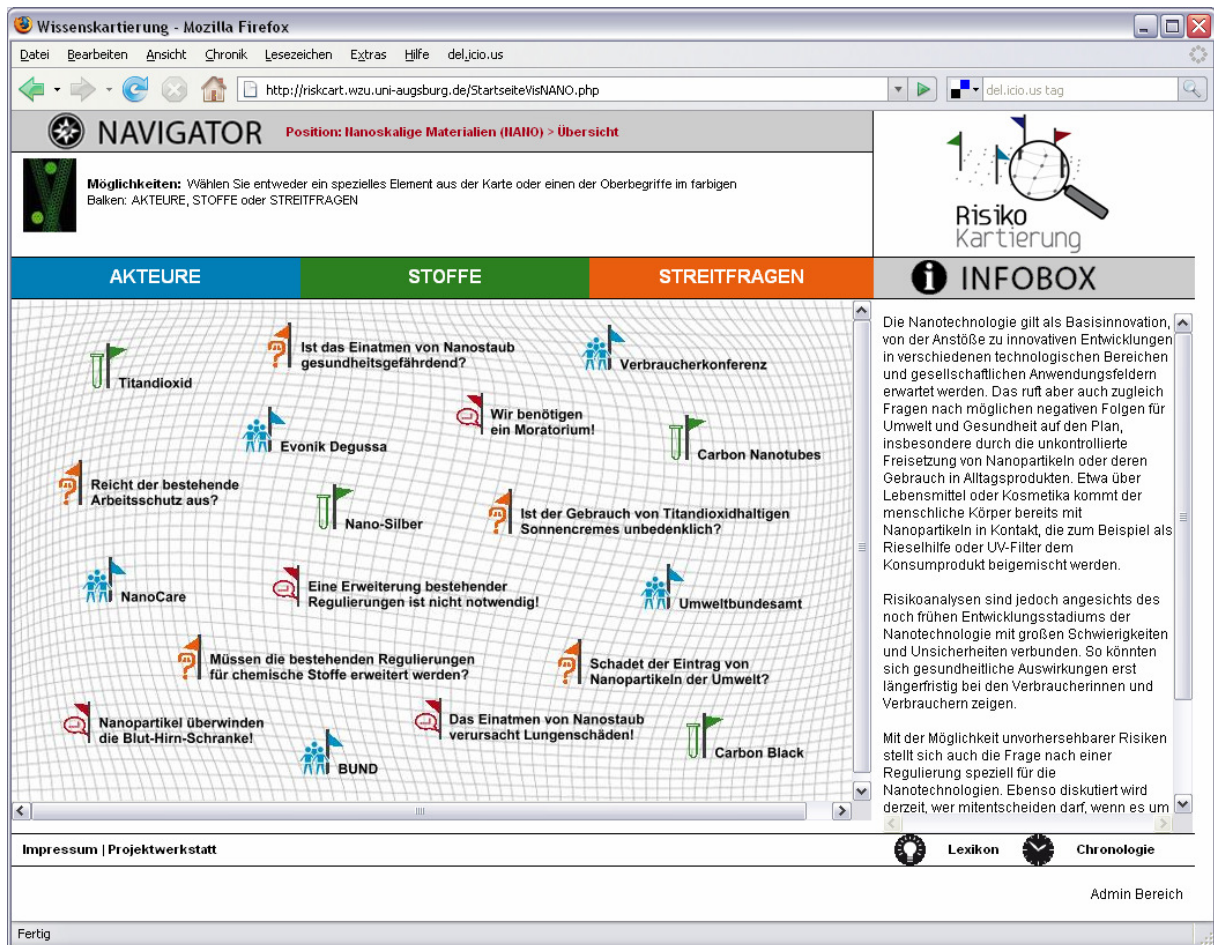 Wissenskartierung - Mozilla Firefox
Datei Bearbeiten Ansicht Chronik Lesezeichen Extras Hilfe del.icio.us
http://riskcart.wzu.uni-augsburg.de/StartseiteVisNANO.php
del.icio.us tag
NAVIGATOR
Position: Nanoskalige Materialien (NANO) > Übersicht
Möglichkeiten: Wählen Sie entweder ein spezielles Element aus der Karte oder einen der Oberbegriffe im farbigen
Balken: AKTEURE, STOFFE oder STREITFRAGEN
Risiko
Kartierung
AKTEURE
STOFFE
STREITFRAGEN
INFOBOX
Titandioxid
Ist das Einatmen von Nanostaub
gesundheitsgefährdend?
Verbraucherkonferenz
Evonik Degussa
Wir benötigen
ein Moratorium!
Carbon Nanotubes
Reicht der bestehende
Arbeitsschutz aus?
Nano-Silber
Ist der Gebrauch von Titandioxidhaltigen
Sonnencremes unbedenklich?
NanoCare
Eine Erweiterung bestehender
Regulierungen ist nicht notwendig!
Umweltbundesamt
Müssen die bestehenden Regulierungen
für chemische Stoffe erweitert werden?
Schadet der Eintrag von
Nanopartikeln der Umwelt?
Nanopartikel überwinden
die Blut-Hirn-Schranke!
Das Einatmen von Nanostaub
verursacht Lungenschäden!
BUND
Carbon Black
Die Nanotechnologie gilt als Basisinnovation,
von der Anstöße zu innovativen Entwicklungen
in verschiedenen technologischen Bereichen
und gesellschaftlichen Anwendungsfeldern
erwartet werden. Das ruft aber auch zugleich
Fragen nach möglichen negativen Folgen für
Umwelt und Gesundheit auf den Plan,
insbesondere durch die unkontrollierte
Freisetzung von Nanopartikeln oder deren
Gebrauch in Alltagsprodukten. Etwa über
Lebensmittel oder Kosmetika kommt der
menschliche Körper bereits mit
Nanopartikeln in Kontakt, die zum Beispiel als
Rieselhilfe oder UV-Filter dem
Konsumprodukt beigemischt werden.
Risikoanalysen sind jedoch angesichts des
noch frühen Entwicklungsstadiums der
Nanotechnologie mit großen Schwierigkeiten
und Unsicherheiten verbunden. So könnten
sich gesundheitliche Auswirkungen erst
längerfristig bei den Verbraucherinnen und
Verbrauchern zeigen.
Mit der Möglichkeit unvorhersehbarer Risiken
stellt sich auch die Frage nach einer
Regulierung speziell für die
Nanotechnologien. Ebenso diskutiert wird
derzeit, wer mitentscheiden darf, wenn es um
Impressum | Projektwerkstatt
Lexikon
Chronologie
Admin Bereich
Fertig